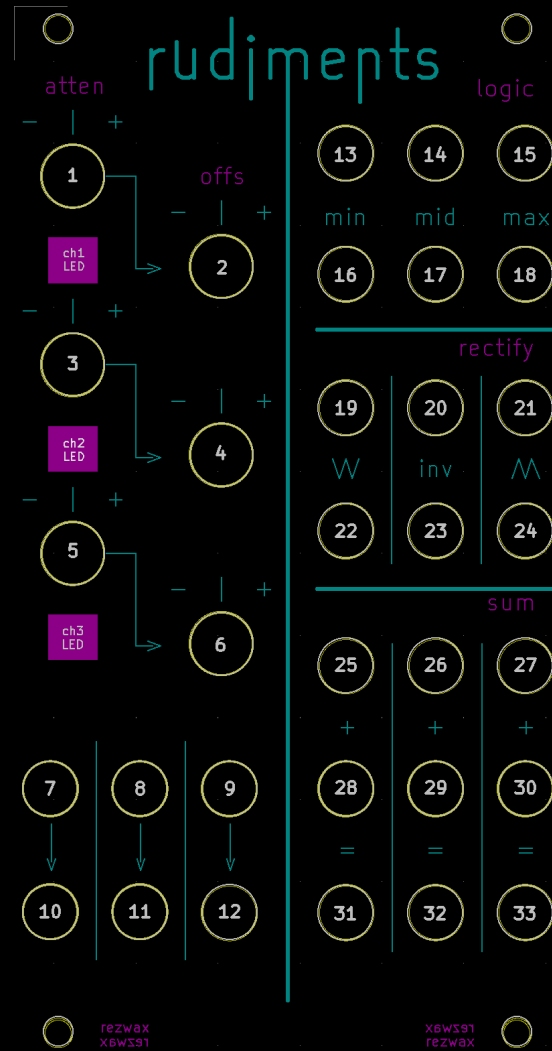 rudiments
atten
logic
− | +
1
13 14 15
offs
− | +
min mid max
ch1
LED
2
16 17 18
− | +
rectify
3
− | +
19 20 21
ch2
LED
4
inv
− | +
22 23 24
5
− | +
sum
ch3
LED
6
25 26 27
+ + +
7 8 9
28 29 30
= = =
10 11 12
31 32 33
rezwax
rezwax
rezwax
rezwax